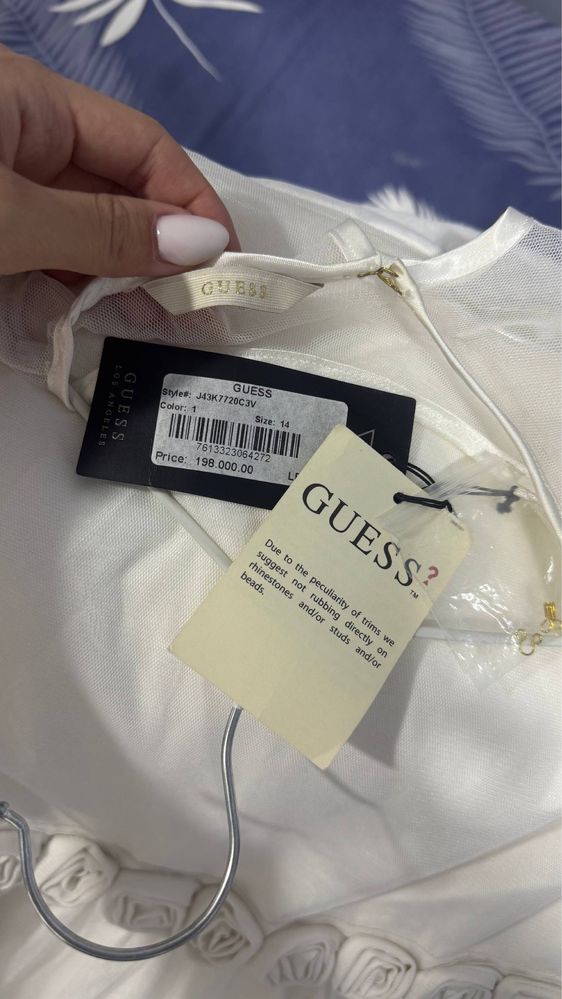 GUESS
GUESS
LOS ANGELES
GUESS
Style#: J43K7720C3V
Color: 1
Size: 14
7613323064272
Price: 198.000.00
GUESS?™
Due to the peculiarity of trims we
suggest not rubbing directly on
rhinestones and/or studs and/or
beads.